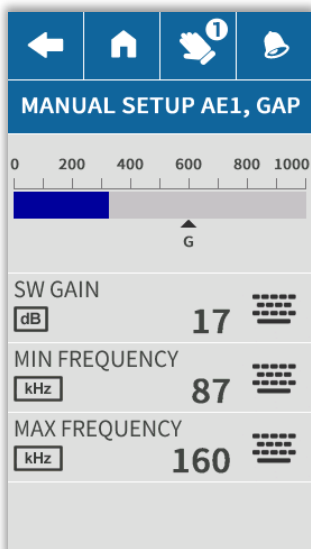 1
MANUAL SETUP AE1, GAP
0 200 400 600 800 1000
G
SW GAIN
dB 17
MIN FREQUENCY
kHz 87
MAX FREQUENCY
kHz 160